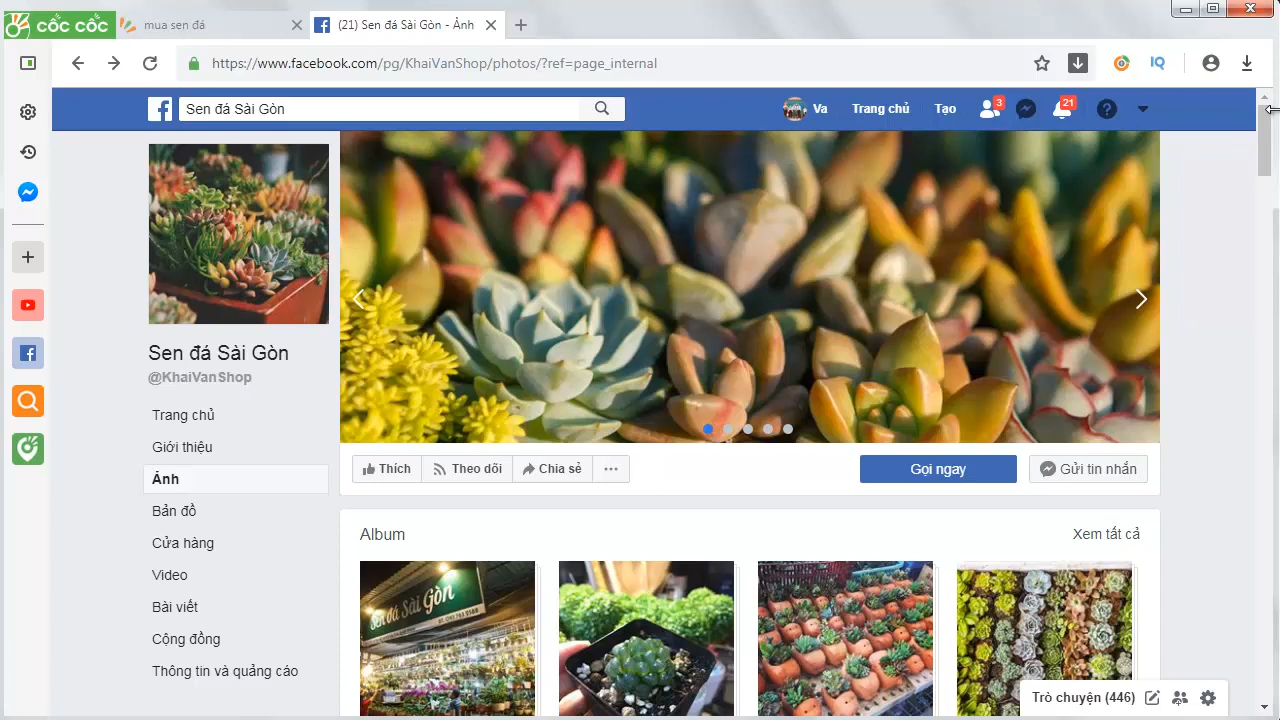 cốc cốc
mua sen đá
(21) Sen đá Sài Gòn - Ảnh
https://www.facebook.com/pg/KhaiVanShop/photos/?ref=page_internal
IQ
Sen đá Sài Gòn
Va
Trang chủ
Tạo
3
21
Sen đá Sài Gòn
@KhaiVanShop
Trang chủ
Giới thiệu
Ảnh
Bản đồ
Cửa hàng
Video
Bài viết
Cộng đồng
Thông tin và quảng cáo
Thích
Theo dõi
Chia sẻ
Gọi ngay
Gửi tin nhắn
Album
Xem tất cả
Sen đá Sài Gòn
Trò chuyện (446)